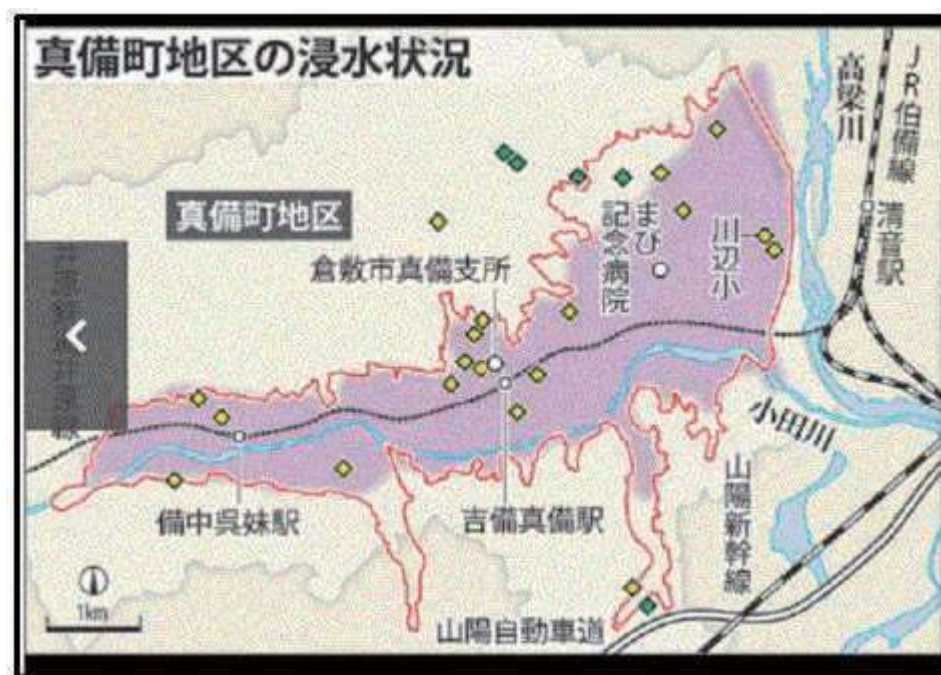 真備町地区の浸水状況
JR伯備線
高梁川
清音駅
真備町地区
倉敷市真備支所
まび
記念病院
川辺小
小田川
山陽新幹線
備中呉妹駅
吉備真備駅
山陽自動車道
1km